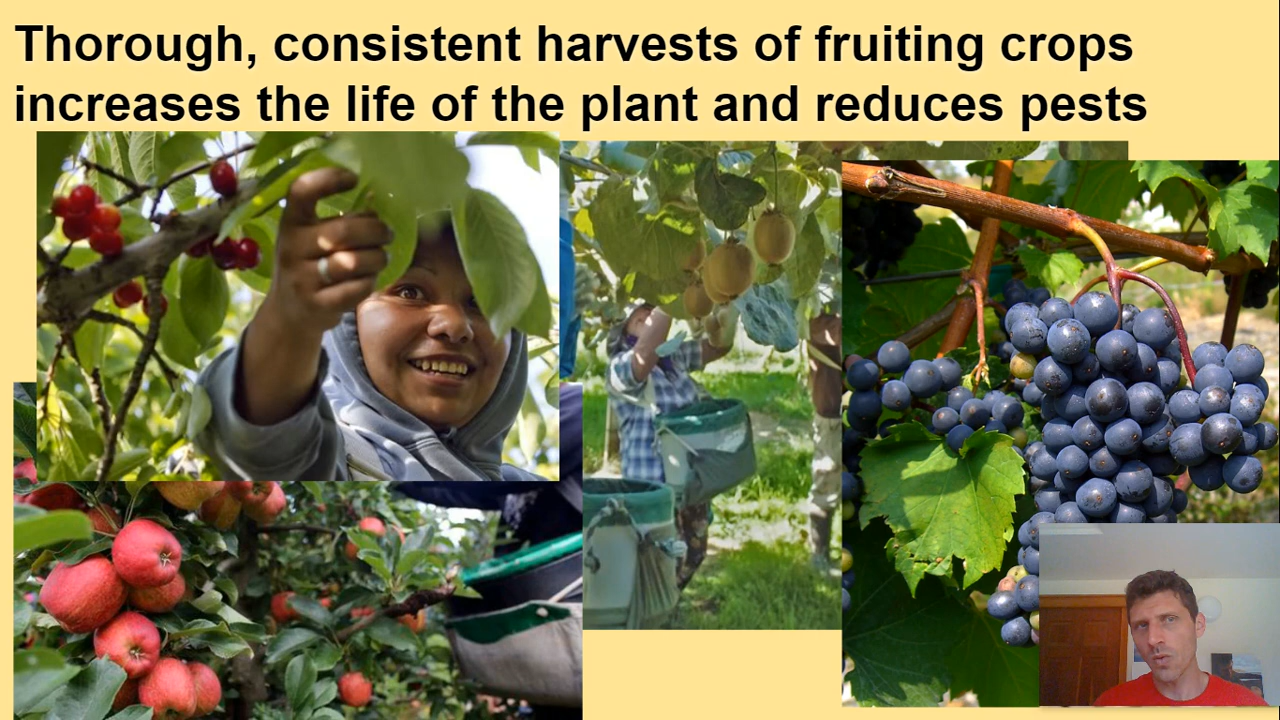 Thorough, consistent harvests of fruiting crops
increases the life of the plant and reduces pests